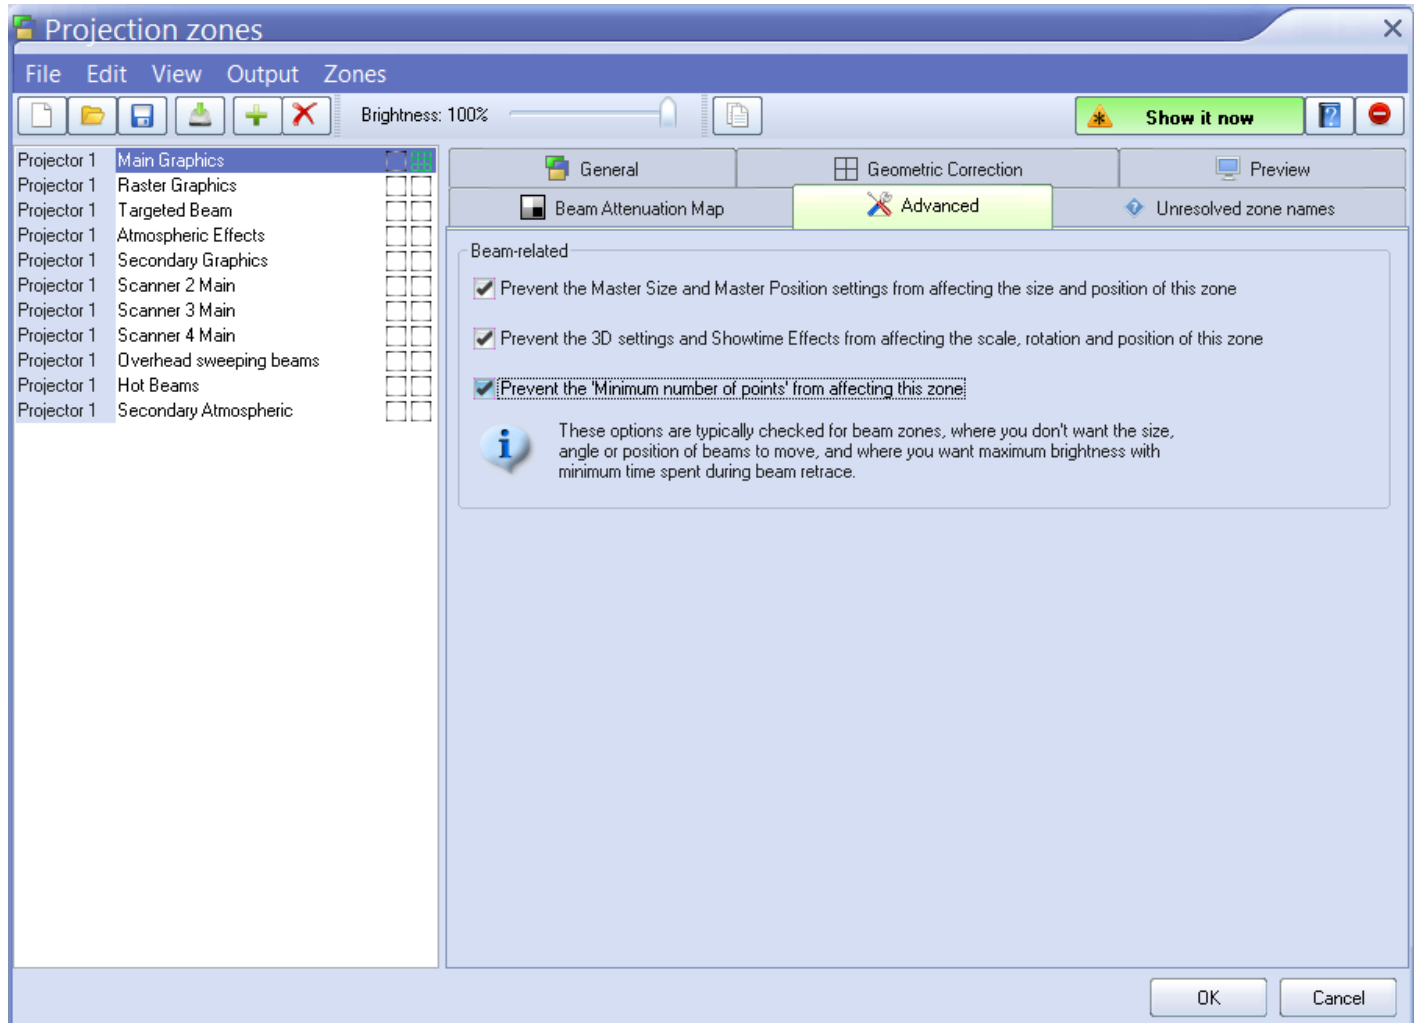 Projection zones
File Edit View Output Zones
Brightness: 100%
Show it now
Projector 1 Main Graphics
Projector 1 Raster Graphics
Projector 1 Targeted Beam
Projector 1 Atmospheric Effects
Projector 1 Secondary Graphics
Projector 1 Scanner 2 Main
Projector 1 Scanner 3 Main
Projector 1 Scanner 4 Main
Projector 1 Overhead sweeping beams
Projector 1 Hot Beams
Projector 1 Secondary Atmospheric
General
Geometric Correction
Preview
Beam Attenuation Map
Advanced
Unresolved zone names
Beam-related
Prevent the Master Size and Master Position settings from affecting the size and position of this zone
Prevent the 3D settings and Showtime Effects from affecting the scale, rotation and position of this zone
Prevent the 'Minimum number of points' from affecting this zone
These options are typically checked for beam zones, where you don't want the size,
angle or position of beams to move, and where you want maximum brightness with
minimum time spent during beam retrace.
OK
Cancel